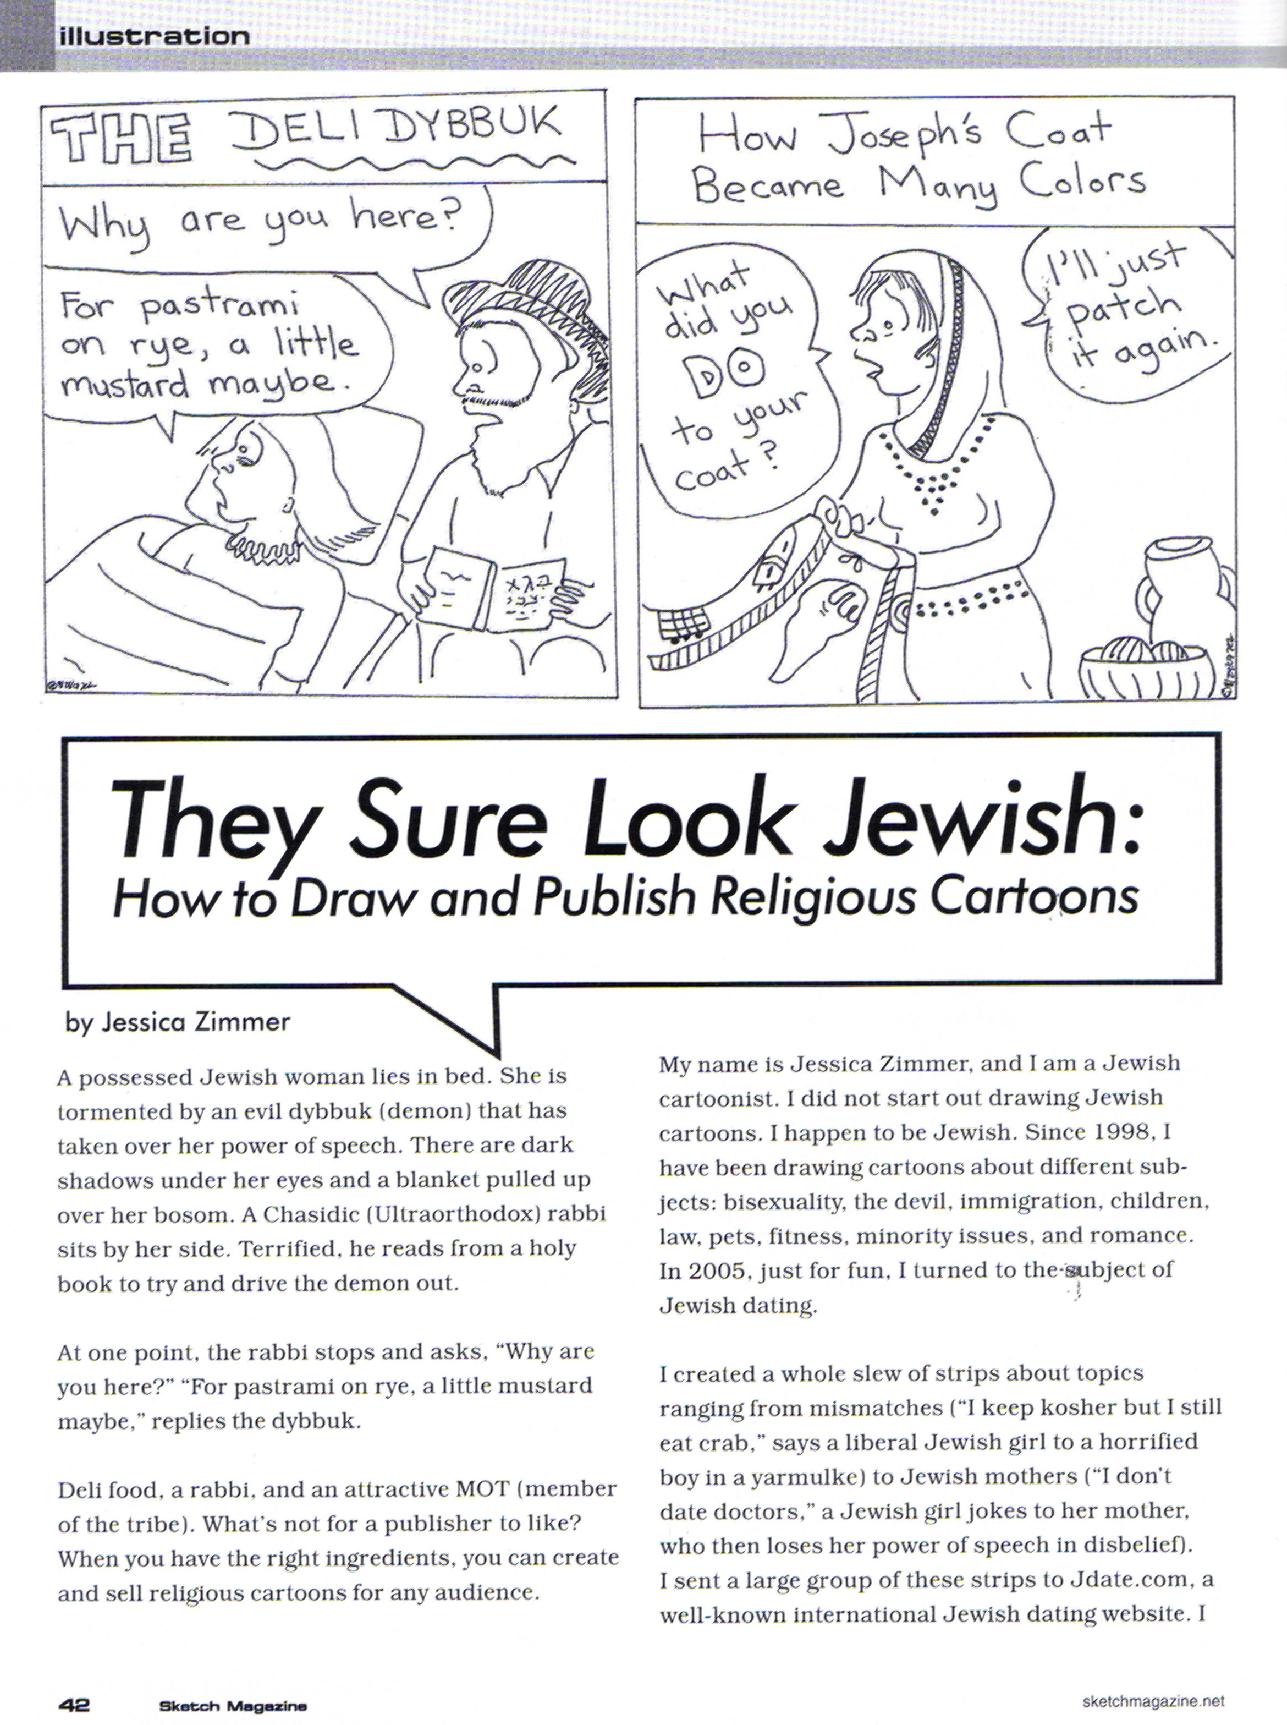 illustration
THE DELI DYBBUK
Why are you here?
For pastrami
on rye, a little
mustard maybe.
How Joseph's Coat
Became Many Colors
What
did you
DO
to your
coat?
I'll just
patch
it again.
They Sure Look Jewish:
How to Draw and Publish Religious Cartoons
by Jessica Zimmer
A possessed Jewish woman lies in bed. She is
tormented by an evil dybbuk (demon) that has
taken over her power of speech. There are dark
shadows under her eyes and a blanket pulled up
over her bosom. A Chasidic (Ultraorthodox) rabbi
sits by her side. Terrified, he reads from a holy
book to try and drive the demon out.
At one point, the rabbi stops and asks, “Why are
you here?” “For pastrami on rye, a little mustard
maybe,” replies the dybbuk.
Deli food, a rabbi, and an attractive MOT (member
of the tribe). What's not for a publisher to like?
When you have the right ingredients, you can create
and sell religious cartoons for any audience.
My name is Jessica Zimmer, and I am a Jewish
cartoonist. I did not start out drawing Jewish
cartoons. I happen to be Jewish. Since 1998, I
have been drawing cartoons about different sub-
jects: bisexuality, the devil, immigration, children,
law, pets, fitness, minority issues, and romance.
In 2005, just for fun, I turned to the subject of
Jewish dating.
I created a whole slew of strips about topics
ranging from mismatches (“I keep kosher but I still
eat crab,” says a liberal Jewish girl to a horrified
boy in a yarmulke) to Jewish mothers (“I don't
date doctors,” a Jewish girl jokes to her mother,
who then loses her power of speech in disbelief).
I sent a large group of these strips to Jdate.com, a
well-known international Jewish dating website. I
42 Sketch Magazine
sketchmagazine.net